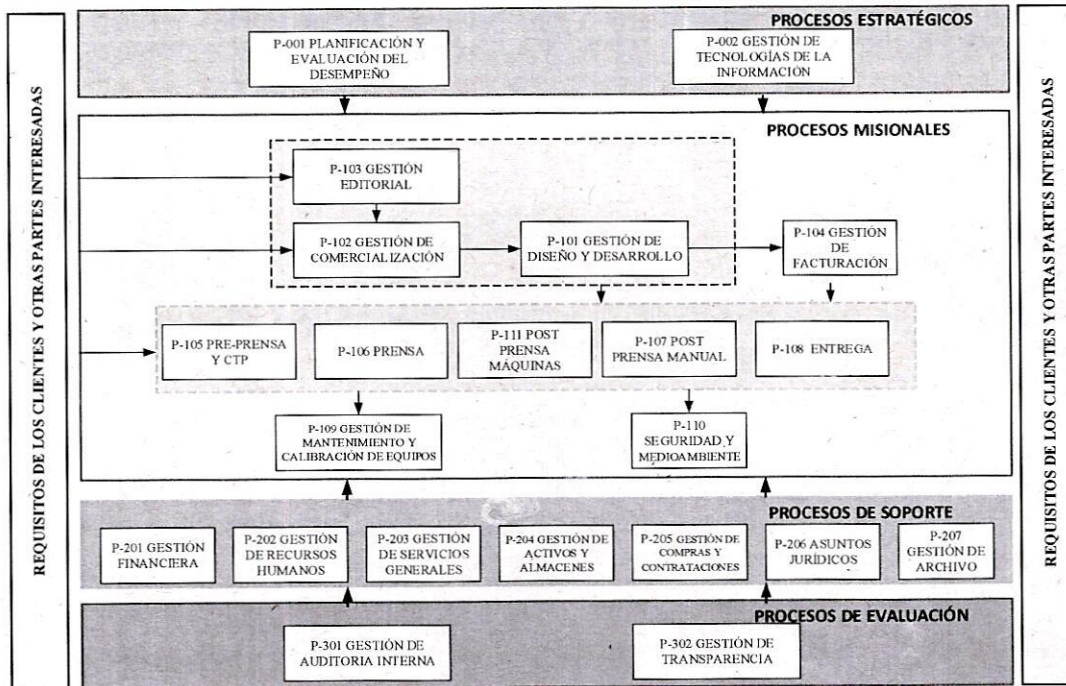 REQUISITOS DE LOS CLIENTES Y OTRAS PARTES INTERESADAS
PROCESOS ESTRATÉGICOS
P-001 PLANIFICACIÓN Y
EVALUACIÓN DEL
DESEMPEÑO
P-002 GESTIÓN DE
TECNOLOGÍAS DE LA
INFORMACIÓN
PROCESOS MISIONALES
P-103 GESTIÓN
EDITORIAL
P-102 GESTIÓN DE
COMERCIALIZACIÓN
P-101 GESTIÓN DE
DISEÑO Y DESARROLLO
P-104 GESTIÓN
DE
FACTURACIÓN
P-105 PRE-PRENSA
Y CTP
P-106 PRENSA
P-111 POST
PRENSA
MÁQUINAS
P-107 POST
PRENSA MANUAL
P-108 ENTREGA
P-109 GESTIÓN DE
MANTENIMIENTO Y
CALIBRACIÓN DE EQUIPOS
P-110
SEGURIDAD Y
MEDIOAMBIENTE
PROCESOS DE SOPORTE
P-201 GESTIÓN
FINANCIERA
P-202 GESTIÓN
DE RECURSOS
HUMANOS
P-203 GESTIÓN
DE SERVICIOS
GENERALES
P-204 GESTIÓN DE
ACTIVOS Y
ALMACENES
P-205 GESTIÓN DE
COMPRAS Y
CONTRATACIONES
P-206 ASUNTOS
JURÍDICOS
P-207
GESTIÓN DE
ARCHIVO
PROCESOS DE EVALUACIÓN
P-301 GESTIÓN DE
AUDITORIA INTERNA
P-302 GESTIÓN DE
TRANSPARENCIA
REQUISITOS DE LOS CLIENTES Y OTRAS PARTES INTERESADAS